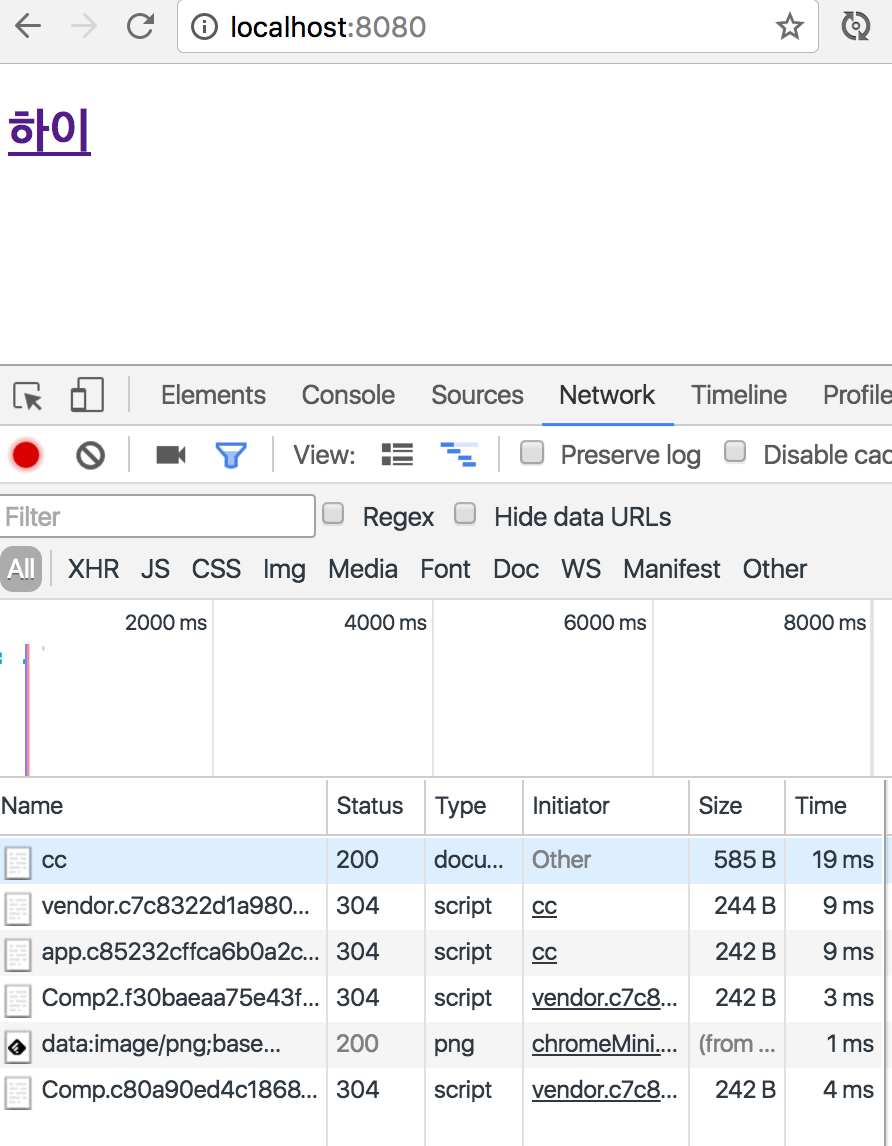 localhost:8080
하이
Elements Console Sources Network Timeline Profile
View: Preserve log Disable cac
Filter Regex Hide data URLs
All XHR JS CSS Img Media Font Doc WS Manifest Other
2000 ms 4000 ms 6000 ms 8000 ms
Name Status Type Initiator Size Time
cc 200 docu... Other 585 B 19 ms
vendor.c7c8322d1a980... 304 script cc 244 B 9 ms
app.c85232cffca6b0a2c... 304 script cc 242 B 9 ms
Comp2.f30baeaa75e43f... 304 script vendor.c7c8... 242 B 3 ms
data:image/png;base... 200 png chromeMini.... (from ... 1 ms
Comp.c80a90ed4c1868... 304 script vendor.c7c8... 242 B 4 ms